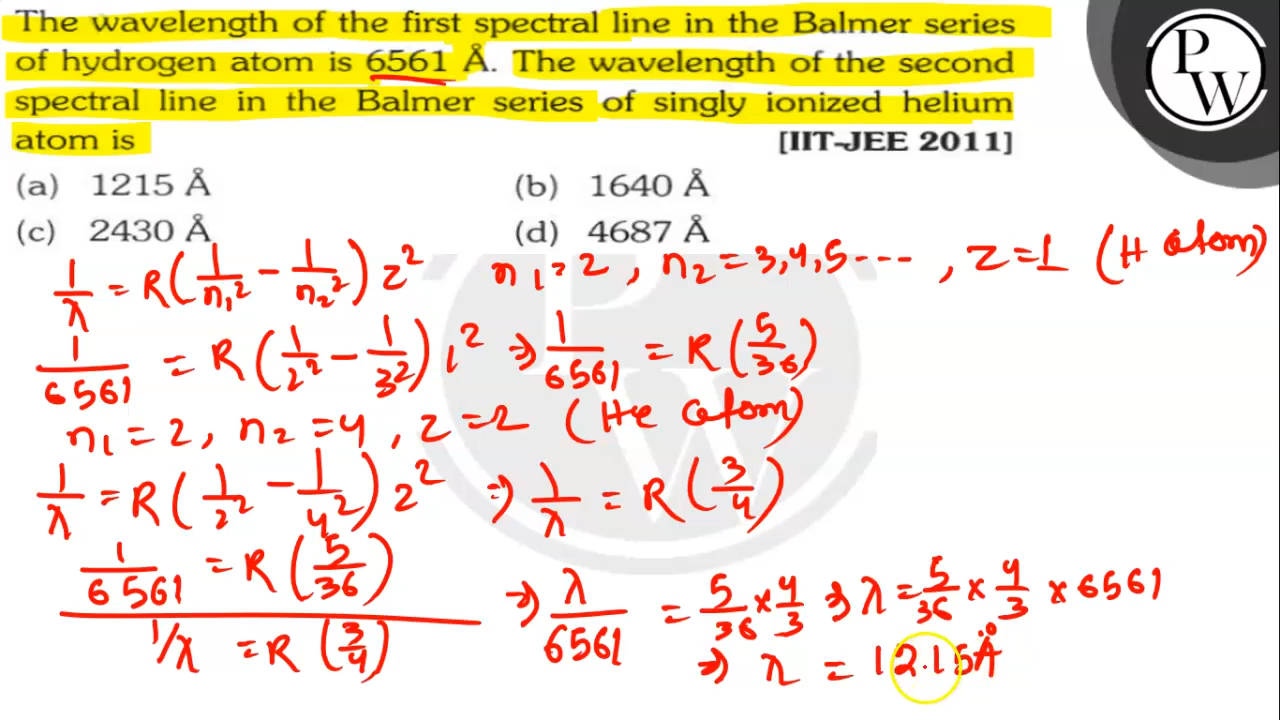 The wavelength of the first spectral line in the Balmer series
of hydrogen atom is 6561 Å. The wavelength of the second
spectral line in the Balmer series of singly ionized helium
atom is [IIT-JEE 2011]
(a) 1215 Å (b) 1640 Å
(c) 2430 Å (d) 4687 Å
1/λ = R(1/n₁² − 1/n₂²)z² n₁ = 2, n₂ = 3,4,5---, z=1 (H atom)
1/6561 = R(1/2² − 1/3²)1² ⇒ 1/6561 = R(5/36)
n₁ = 2, n₂ = 4, z = 2 (He atom)
1/λ = R(1/2² − 1/4²)2² ⇒ 1/λ = R(3/4)
1/6561 = R(5/36)
1/λ = R(3/4)
⇒ λ/6561 = 5/36 × 4/3 ⇒ λ = 5/36 × 4/3 × 6561
⇒ λ = 12.15 Å
P
W
PW